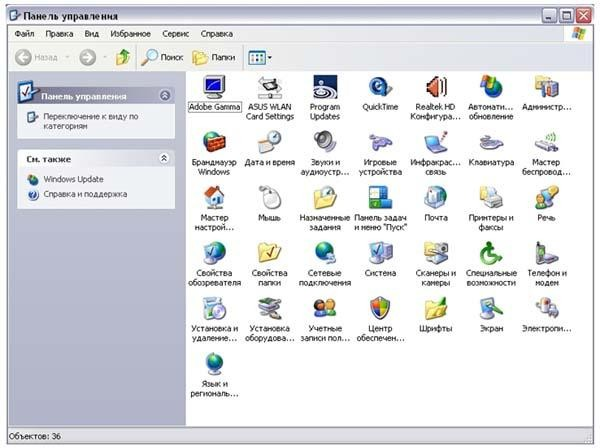 Панель управления
Файл Правка Вид Избранное Сервис Справка
Назад Поиск Папки
Панель управления
Переключение к виду по
категориям
См. также
Windows Update
Справка и поддержка
Adobe Gamma
ASUS WLAN
Card Settings
Program
Updates
QuickTime
Realtek HD
Конфигура...
Автомати...
обновление
Администр...
Брандмауэр
Windows
Дата и время
Звуки и
аудиоустр...
Игровые
устройства
Инфракрас...
связь
Клавиатура
Мастер
беспровод...
Мастер
настрой...
Мышь
Назначенные
задания
Панель задач
и меню "Пуск"
Почта
Принтеры и
факсы
Речь
Свойства
обозревателя
Свойства
папки
Сетевые
подключения
Система
Сканеры и
камеры
Специальные
возможности
Телефон и
модем
Установка и
удаление...
Установка
оборудова...
Учетные
записи пол...
Центр
обеспечен...
Шрифты
Экран
Электропи...
Язык и
региональ...
Объектов: 36